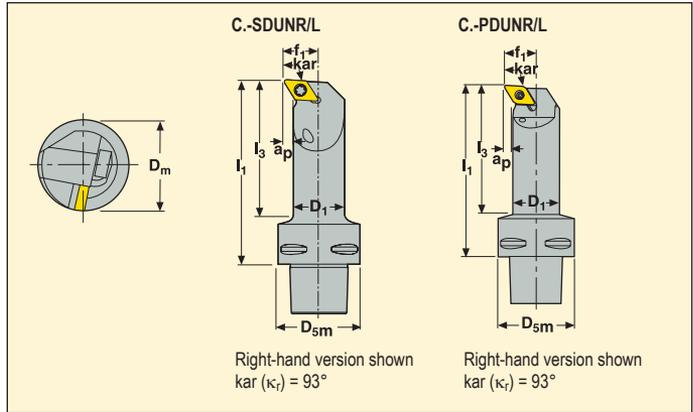 C.-SDUNR/L
C.-PDUNR/L
f₁
kar
f₁
kar
Dₘ
l₁
l₃
aₚ
D₁
D₅ₘ
l₁
l₃
aₚ
D₁
D₅ₘ
Right-hand version shown
kar (κᵣ) = 93°
Right-hand version shown
kar (κᵣ) = 93°